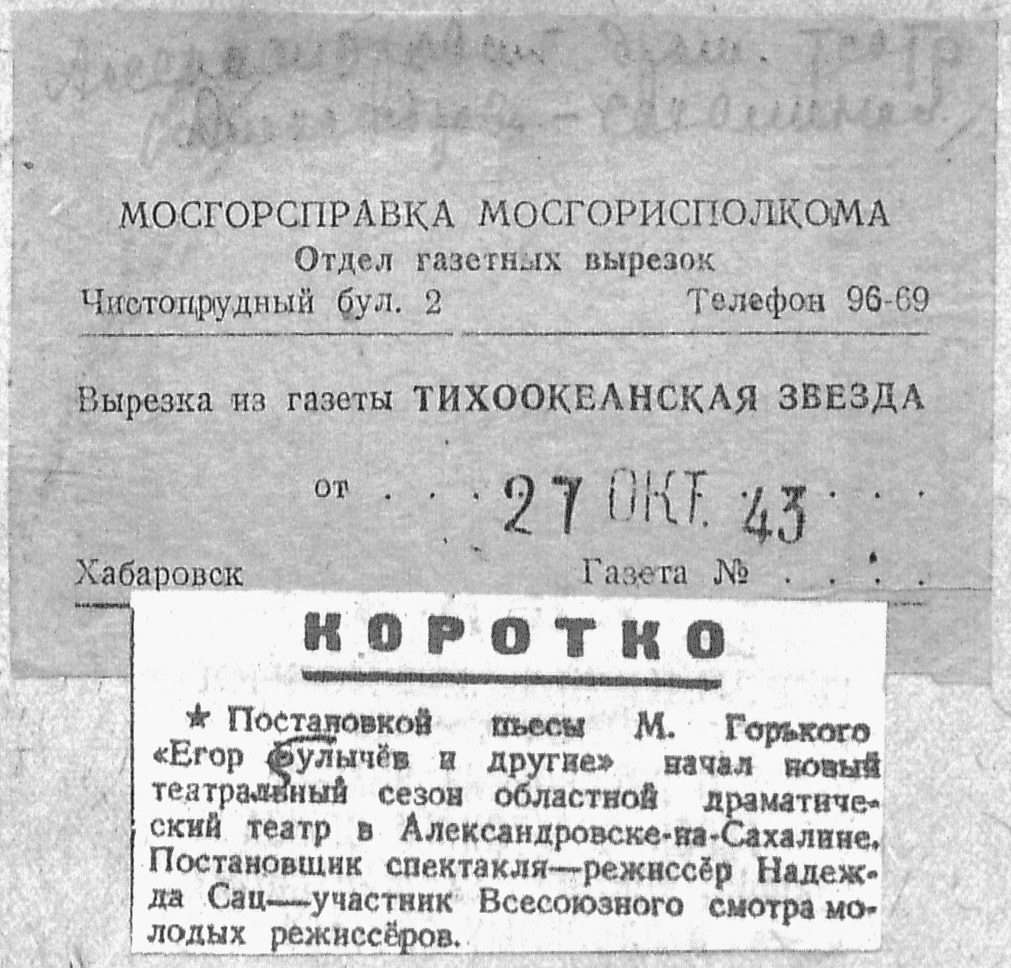 драм. театр
МОСГОРСПРАВКА МОСГОРИСПОЛКОМА
Отдел газетных вырезок
Чистопрудный бул. 2 Телефон 96-69
Вырезка из газеты ТИХООКЕАНСКАЯ ЗВЕЗДА
от . . . 27 ОКТ. 43 . . .
Хабаровск Газета № . . . .
КОРОТКО
★ Постановкой пьесы М. Горького
«Егор Булычёв и другие» начал новый
театральный сезон областной драматиче-
ский театр в Александровске-на-Сахалине.
Постановщик спектакля—режиссёр Надеж-
да Сац—участник Всесоюзного смотра мо-
лодых режиссёров.